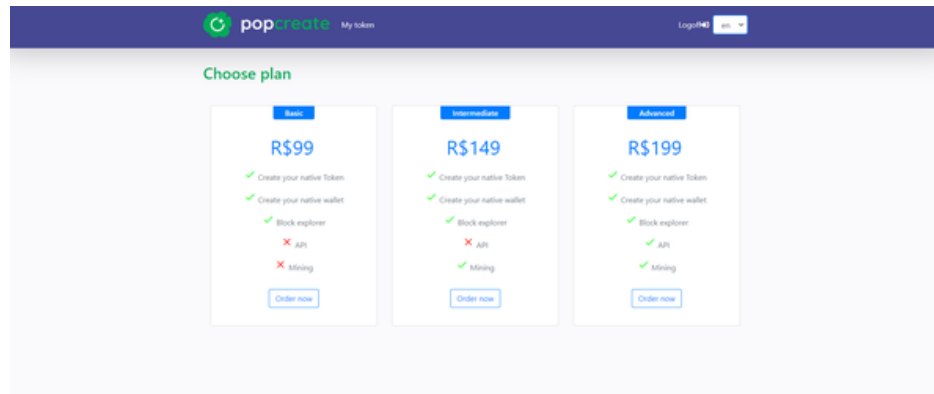 popcreate My token Logoff en
Choose plan
Basic
R$99
Create your native Token
Create your native wallet
Block explorer
API
Mining
Order now
Intermediate
R$149
Create your native Token
Create your native wallet
Block explorer
API
Mining
Order now
Advanced
R$199
Create your native Token
Create your native wallet
Block explorer
API
Mining
Order now